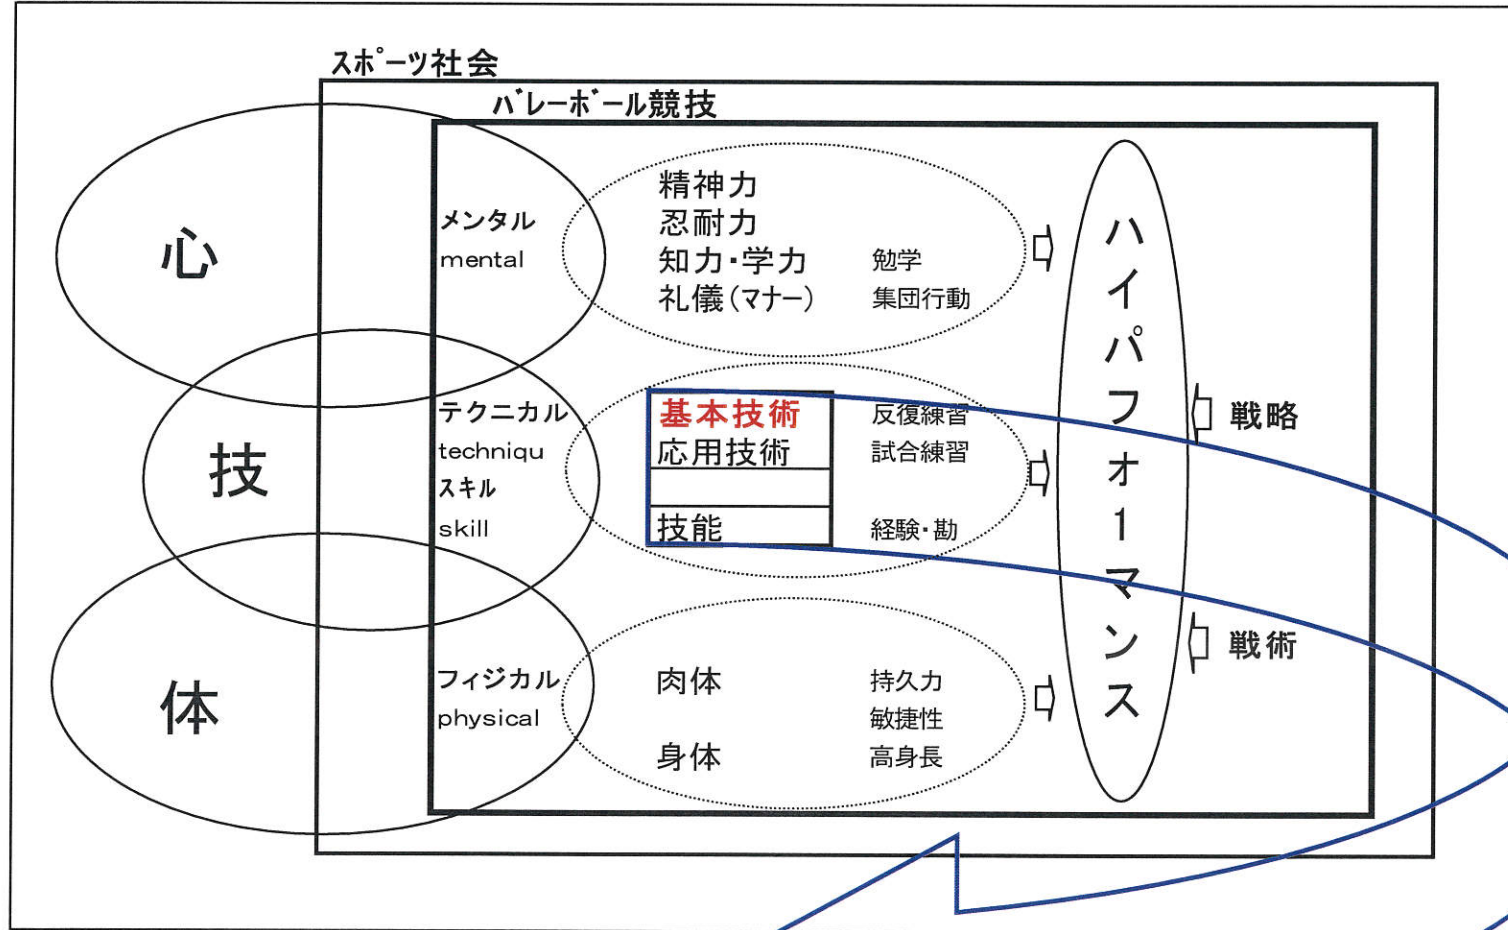 スポーツ社会
バレーボール競技
心
メンタル
mental
精神力
忍耐力
知力・学力 勉学
礼儀(マナー) 集団行動
技
テクニカル
techniqu
スキル
skill
基本技術 反復練習
応用技術 試合練習
技能 経験・勘
体
フィジカル
physical
肉体 持久力
敏捷性
身体 高身長
ハイパフォーマンス
戦略
戦術